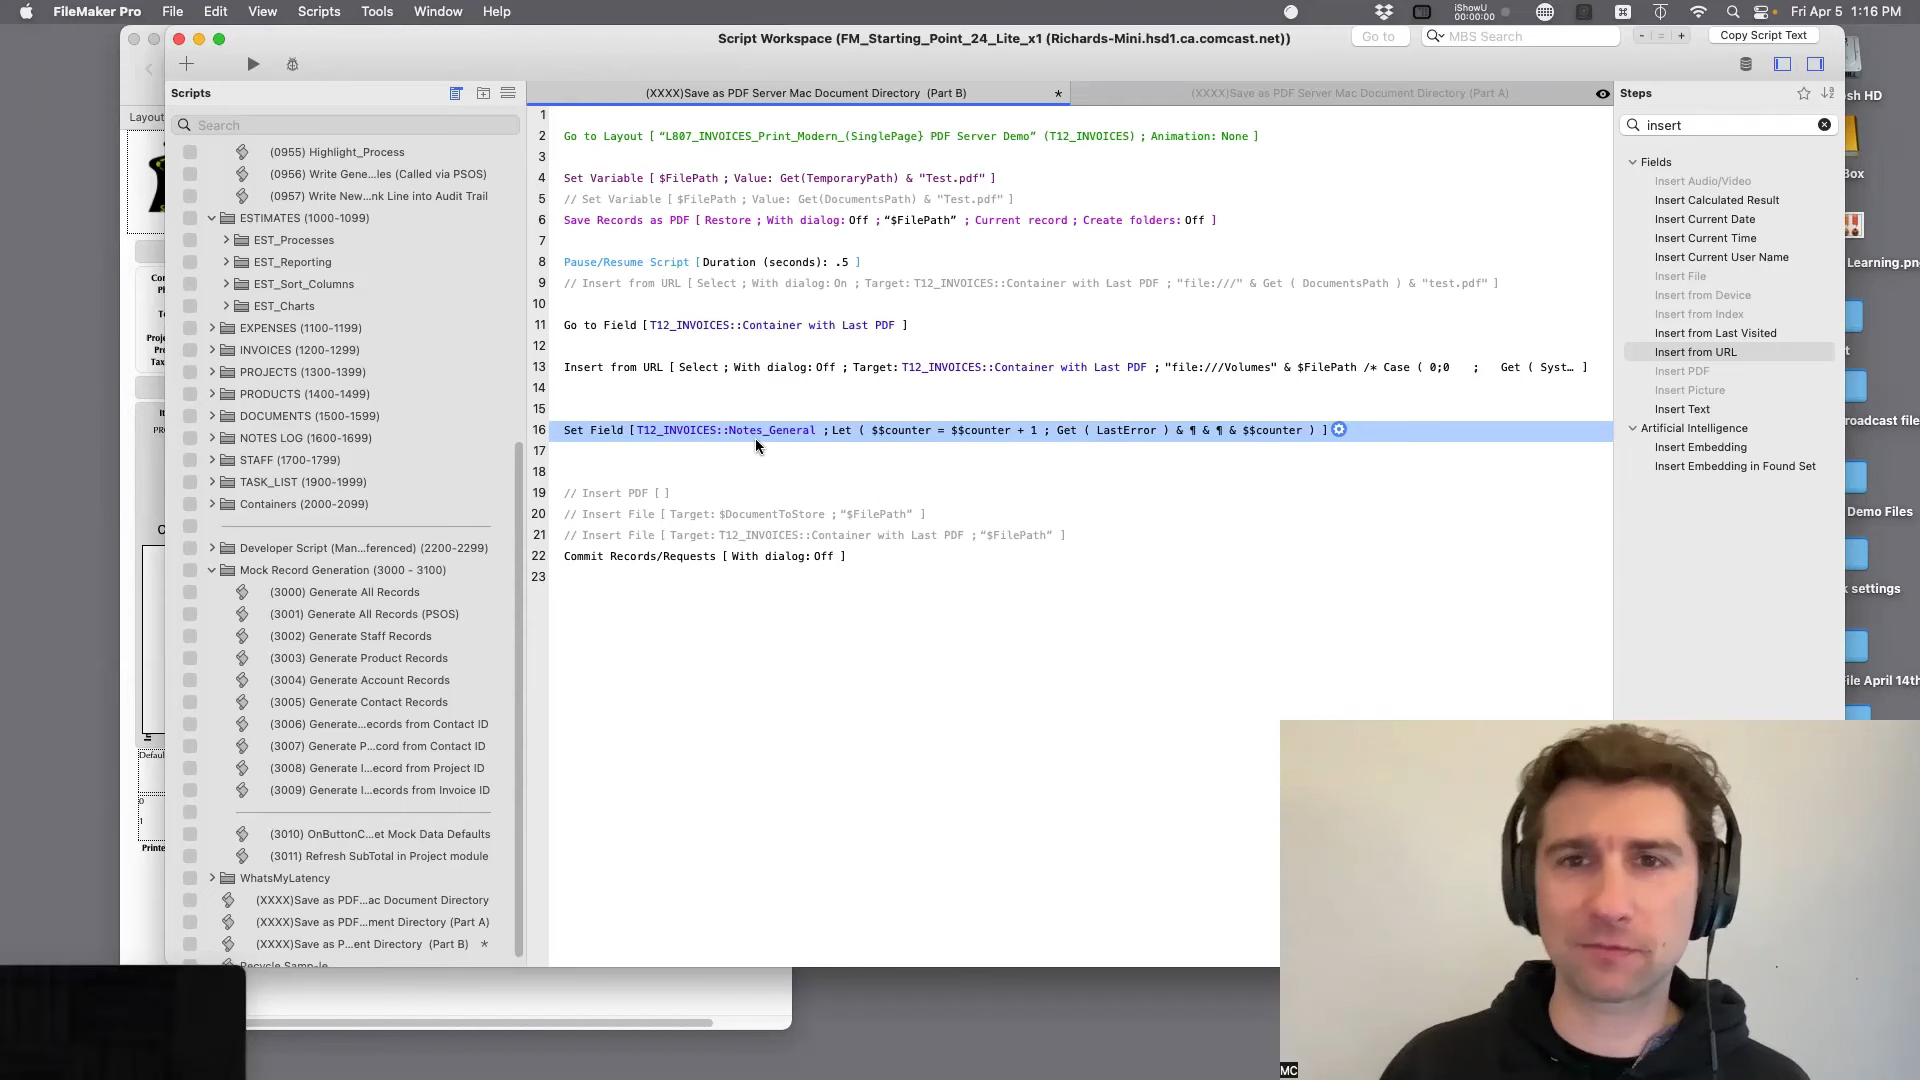 FileMaker Pro File Edit View Scripts Tools Window Help
iShowU
00:00:00
Fri Apr 5 1:16 PM
Script Workspace (FM_Starting_Point_24_Lite_x1 (Richards-Mini.hsd1.ca.comcast.net))
Go to
MBS Search
- = +
Copy Script Text
Layout
Scripts
Search
(0955) Highlight_Process
(0956) Write Gene...les (Called via PSOS)
(0957) Write New...nk Line into Audit Trail
ESTIMATES (1000-1099)
EST_Processes
EST_Reporting
EST_Sort_Columns
EST_Charts
EXPENSES (1100-1199)
INVOICES (1200-1299)
PROJECTS (1300-1399)
PRODUCTS (1400-1499)
DOCUMENTS (1500-1599)
NOTES LOG (1600-1699)
STAFF (1700-1799)
TASK_LIST (1900-1999)
Containers (2000-2099)
Developer Script (Man...ferenced) (2200-2299)
Mock Record Generation (3000 - 3100)
(3000) Generate All Records
(3001) Generate All Records (PSOS)
(3002) Generate Staff Records
(3003) Generate Product Records
(3004) Generate Account Records
(3005) Generate Contact Records
(3006) Generate...ecords from Contact ID
(3007) Generate P...cord from Contact ID
(3008) Generate I...ecord from Project ID
(3009) Generate I...ecords from Invoice ID
(3010) OnButtonC...et Mock Data Defaults
(3011) Refresh SubTotal in Project module
WhatsMyLatency
(XXXX)Save as PDF...ac Document Directory
(XXXX)Save as PDF...ment Directory (Part A)
(XXXX)Save as P...ent Directory (Part B) *
(XXXX)Save as PDF Server Mac Document Directory (Part B) *
(XXXX)Save as PDF Server Mac Document Directory (Part A)
1
2 Go to Layout [ “L807_INVOICES_Print_Modern_(SinglePage} PDF Server Demo” (T12_INVOICES) ; Animation: None ]
3
4 Set Variable [ $FilePath ; Value: Get(TemporaryPath) & "Test.pdf" ]
5 // Set Variable [ $FilePath ; Value: Get(DocumentsPath) & "Test.pdf" ]
6 Save Records as PDF [ Restore ; With dialog: Off ; “$FilePath” ; Current record ; Create folders: Off ]
7
8 Pause/Resume Script [ Duration (seconds): .5 ]
9 // Insert from URL [ Select ; With dialog: On ; Target: T12_INVOICES::Container with Last PDF ; "file:///" & Get ( DocumentsPath ) & "test.pdf" ]
10
11 Go to Field [ T12_INVOICES::Container with Last PDF ]
12
13 Insert from URL [ Select ; With dialog: Off ; Target: T12_INVOICES::Container with Last PDF ; "file:///Volumes" & $FilePath /* Case ( 0;0 ; Get ( Syst… ]
14
15
16 Set Field [ T12_INVOICES::Notes_General ; Let ( $$counter = $$counter + 1 ; Get ( LastError ) & ¶ & ¶ & $$counter ) ]
17
18
19 // Insert PDF [ ]
20 // Insert File [ Target: $DocumentToStore ; “$FilePath” ]
21 // Insert File [ Target: T12_INVOICES::Container with Last PDF ; “$FilePath” ]
22 Commit Records/Requests [ With dialog: Off ]
23
Steps
insert
Fields
Insert Audio/Video
Insert Calculated Result
Insert Current Date
Insert Current Time
Insert Current User Name
Insert File
Insert from Device
Insert from Index
Insert from Last Visited
Insert from URL
Insert PDF
Insert Picture
Insert Text
Artificial Intelligence
Insert Embedding
Insert Embedding in Found Set
Box
Learning.pn
Demo Files
settings
MC